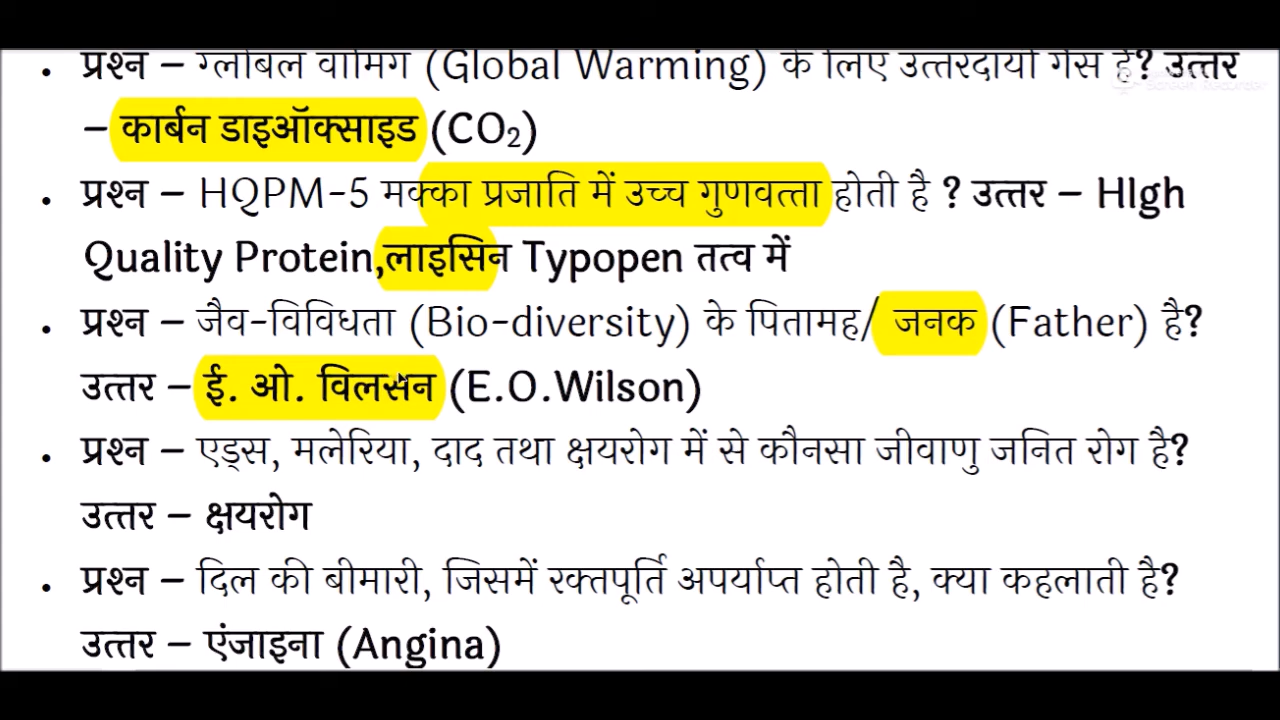 • प्रश्न – ग्लोबल वार्मिंग (Global Warming) के लिए उत्तरदायी गैस है? उत्तर
– कार्बन डाइऑक्साइड (CO₂)
• प्रश्न – HQPM-5 मक्का प्रजाति में उच्च गुणवत्ता होती है ? उत्तर – HIgh
Quality Protein,लाइसिन Typopen तत्व में
• प्रश्न – जैव-विविधता (Bio-diversity) के पितामह/ जनक (Father) है?
उत्तर – ई. ओ. विलसन (E.O.Wilson)
• प्रश्न – एड्स, मलेरिया, दाद तथा क्षयरोग में से कौनसा जीवाणु जनित रोग है?
उत्तर – क्षयरोग
• प्रश्न – दिल की बीमारी, जिसमें रक्तपूर्ति अपर्याप्त होती है, क्या कहलाती है?
उत्तर – एंजाइना (Angina)